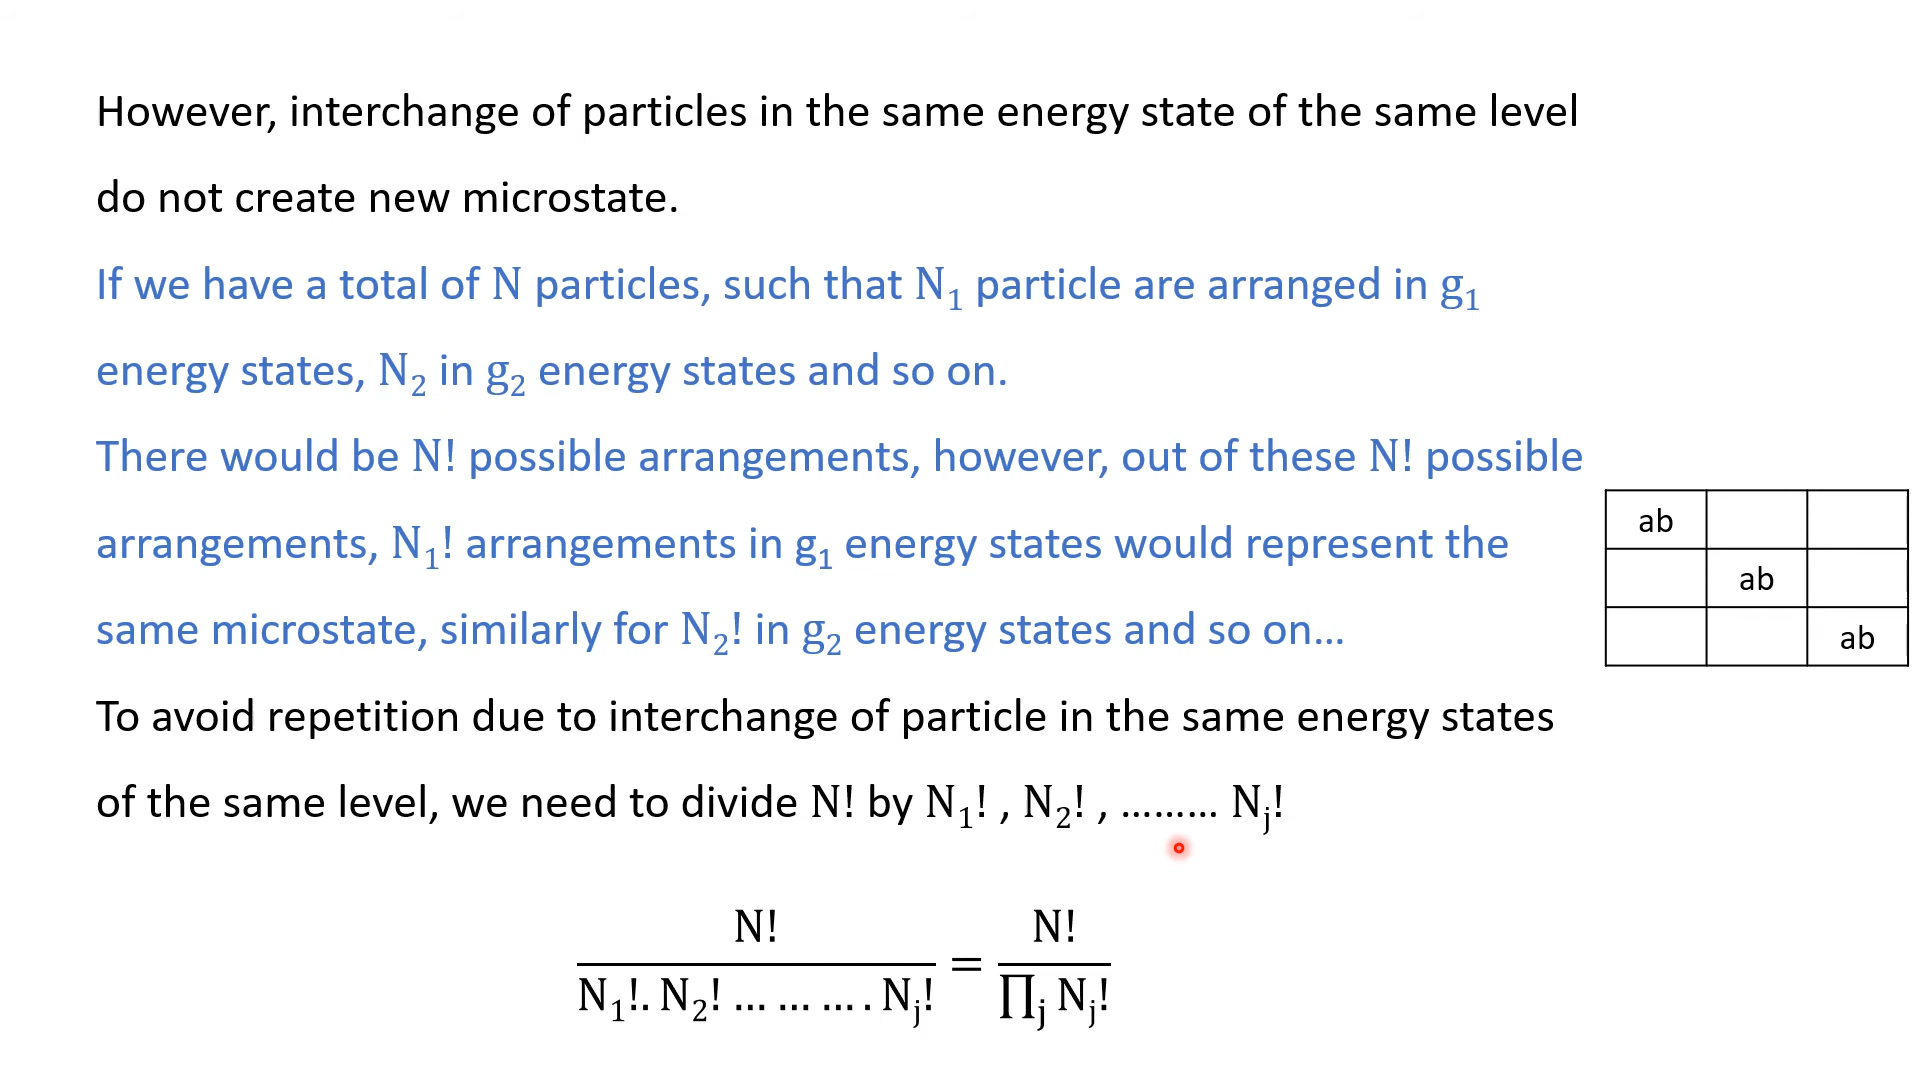 However, interchange of particles in the same energy state of the same level
do not create new microstate.
If we have a total of N particles, such that N₁ particle are arranged in g₁
energy states, N₂ in g₂ energy states and so on.
There would be N! possible arrangements, however, out of these N! possible
arrangements, N₁! arrangements in g₁ energy states would represent the
same microstate, similarly for N₂! in g₂ energy states and so on...
ab
ab
ab
To avoid repetition due to interchange of particle in the same energy states
of the same level, we need to divide N! by N₁! , N₂! , ……… Nⱼ!
N! / N₁!. N₂! … … … . Nⱼ! = N! / ∏ⱼ Nⱼ!